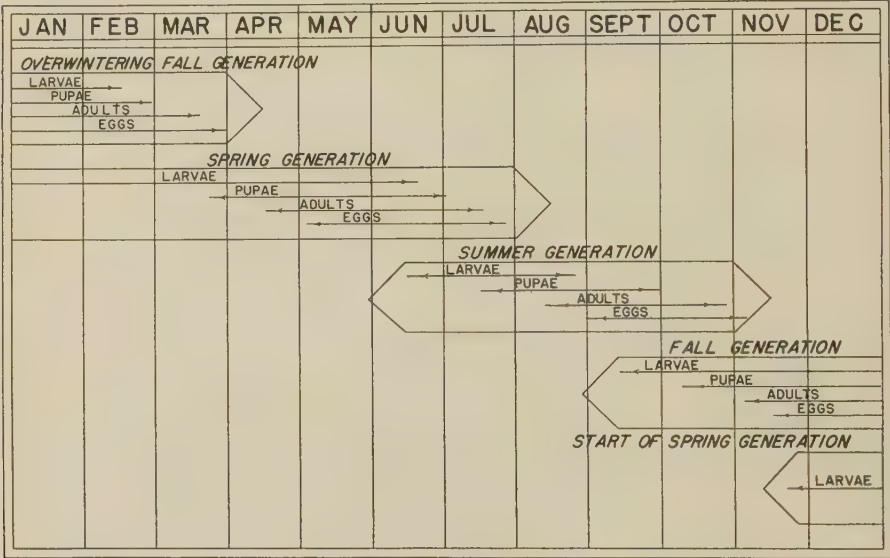 JAN FEB MAR APR MAY JUN JUL AUG SEPT OCT NOV DEC
OVERWINTERING FALL GENERATION
LARVAE
PUPAE
ADULTS
EGGS
SPRING GENERATION
LARVAE
PUPAE
ADULTS
EGGS
SUMMER GENERATION
LARVAE
PUPAE
ADULTS
EGGS
FALL GENERATION
LARVAE
PUPAE
ADULTS
EGGS
START OF SPRING GENERATION
LARVAE